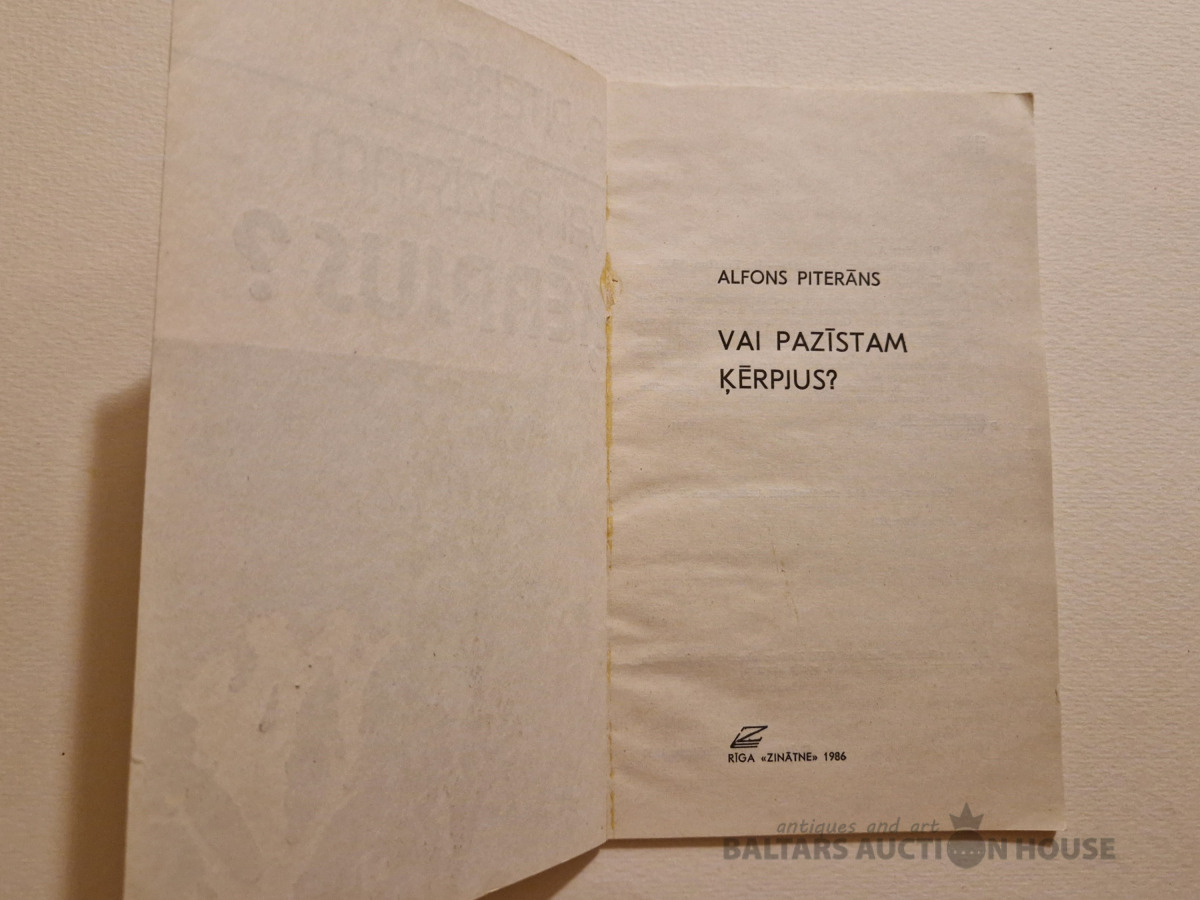 ALFONS PITERĀNS
VAI PAZĪSTAM
ĶĒRPJUS?
RĪGA «ZINĀTNE» 1986
antiques and art
BALTARS AUCTION HOUSE